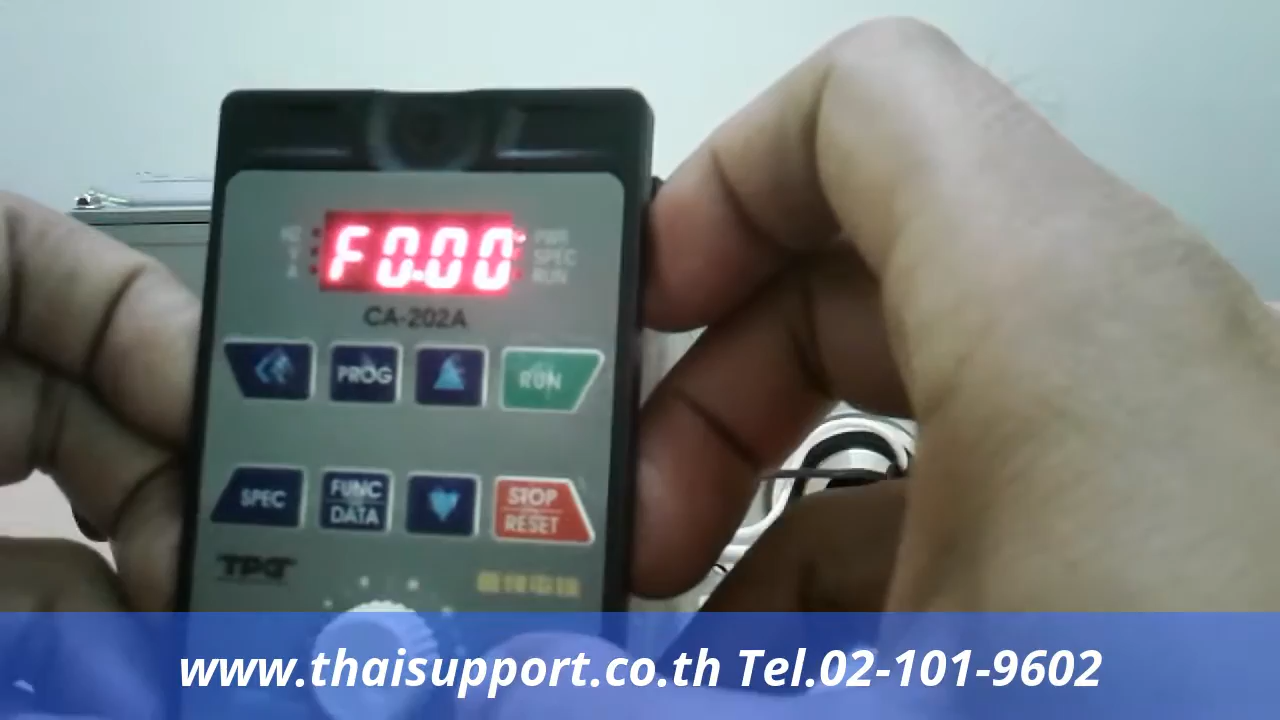 F0.00
PWR
SPEC
RUN
CA-202A
PROG
RUN
SPEC
FUNC
DATA
STOP
RESET
www.thaisupport.co.th Tel.02-101-9602